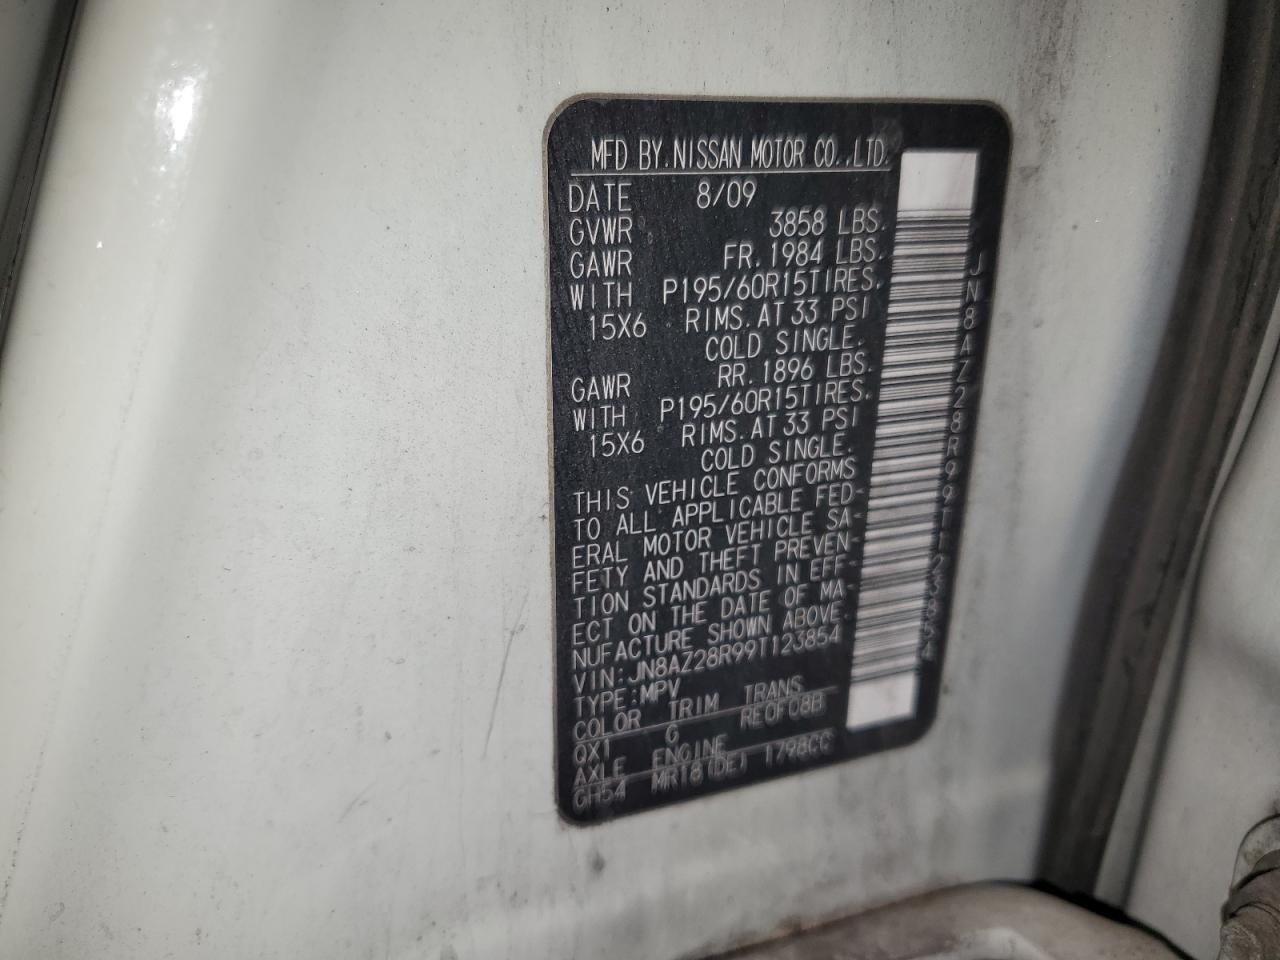 MFD BY.NISSAN MOTOR CO.,LTD.
DATE 8/09
GVWR 3858 LBS.
GAWR FR.1984 LBS.
WITH P195/60R15TIRES.
15X6 RIMS.AT 33 PSI
COLD SINGLE.
GAWR RR.1896 LBS.
WITH P195/60R15TIRES.
15X6 RIMS.AT 33 PSI
COLD SINGLE.
THIS VEHICLE CONFORMS
TO ALL APPLICABLE FED-
ERAL MOTOR VEHICLE SA-
FETY AND THEFT PREVEN-
TION STANDARDS IN EFF-
ECT ON THE DATE OF MA-
NUFACTURE SHOWN ABOVE.
VIN:JN8AZ28R99T123854
TYPE:MPV
COLOR TRIM TRANS
QX1 G RE0F08B
AXLE ENGINE
GH54 MR18(DE) 1798CC
JN8AZ28R99T123854